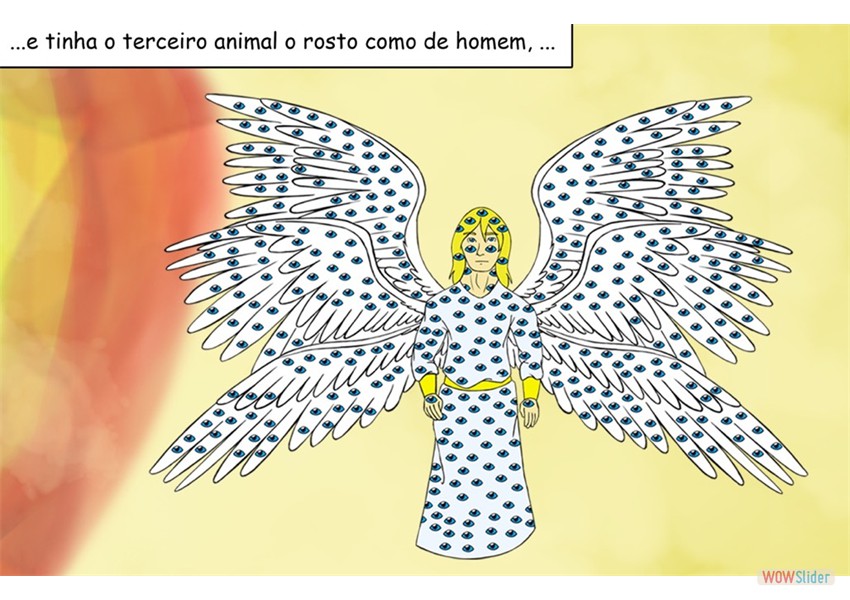 ...e tinha o terceiro animal o rosto como de homem, ...
WOWSlider